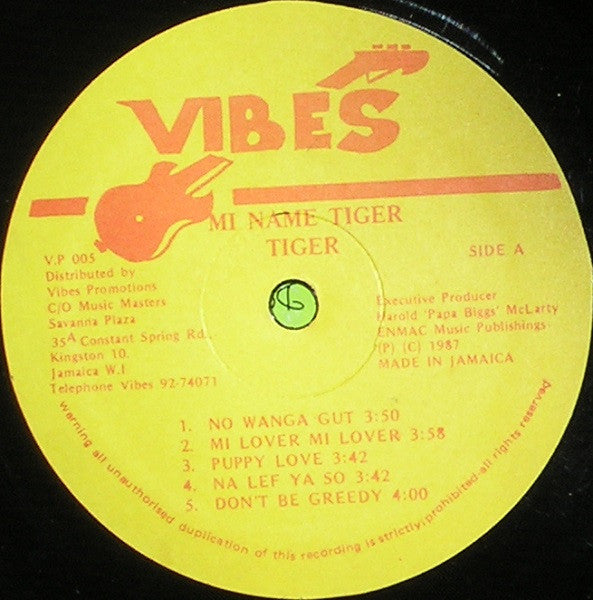 VIBES
MI NAME TIGER
TIGER
V.P 005
Distributed by
Vibes Promotions
C/O Music Masters
Savanna Plaza
35A Constant Spring Rd.
Kingston 10.
Jamaica W.I
Telephone Vibes 92-74071
SIDE A
Executive Producer
Harold 'Papa Biggs' McLarty
ENMAC Music Publishings
(P) (C) 1987
MADE IN JAMAICA
1. NO WANGA GUT 3:50
2. MI LOVER MI LOVER 3:58
3. PUPPY LOVE 3:42
4. NA LEF YA SO 3:42
5. DON'T BE GREEDY 4:00
warning all unauthorised duplication of this recording is strictly prohibited-all rights reserved